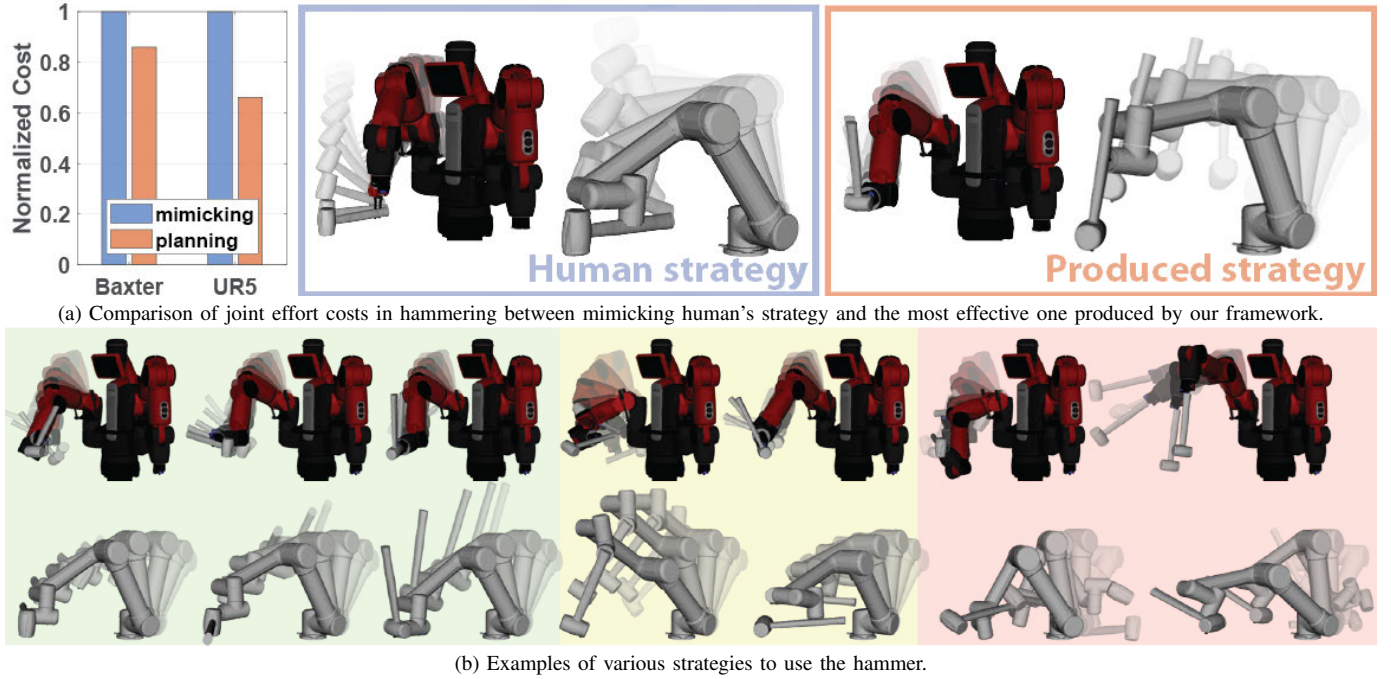 Normalized Cost
1
0.8
0.6
0.4
0.2
0
mimicking
planning
Baxter
UR5
Human strategy
Produced strategy
(a) Comparison of joint effort costs in hammering between mimicking human's strategy and the most effective one produced by our framework.
(b) Examples of various strategies to use the hammer.